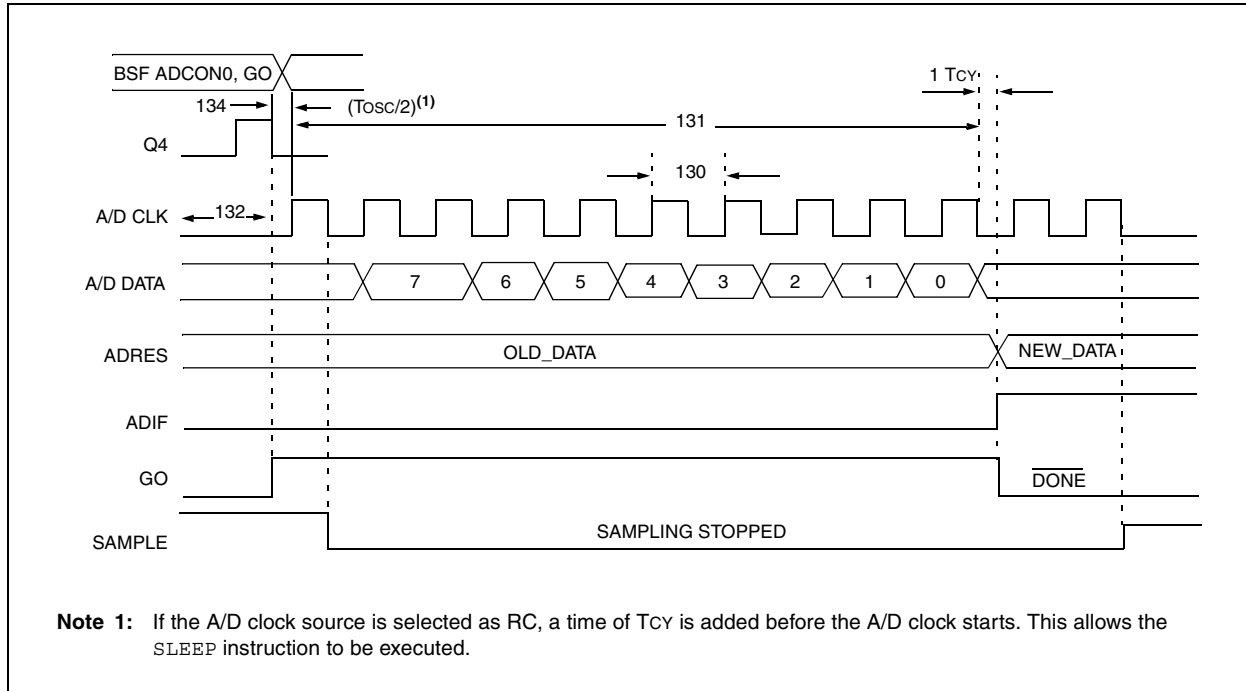 BSF ADCON0, GO
1 TCY
134
(TOSC/2)(1)
131
Q4
130
A/D CLK
132
A/D DATA
7 6 5 4 3 2 1 0
ADRES
OLD_DATA
NEW_DATA
ADIF
GO
DONE
SAMPLE
SAMPLING STOPPED
Note 1: If the A/D clock source is selected as RC, a time of TCY is added before the A/D clock starts. This allows the
SLEEP instruction to be executed.